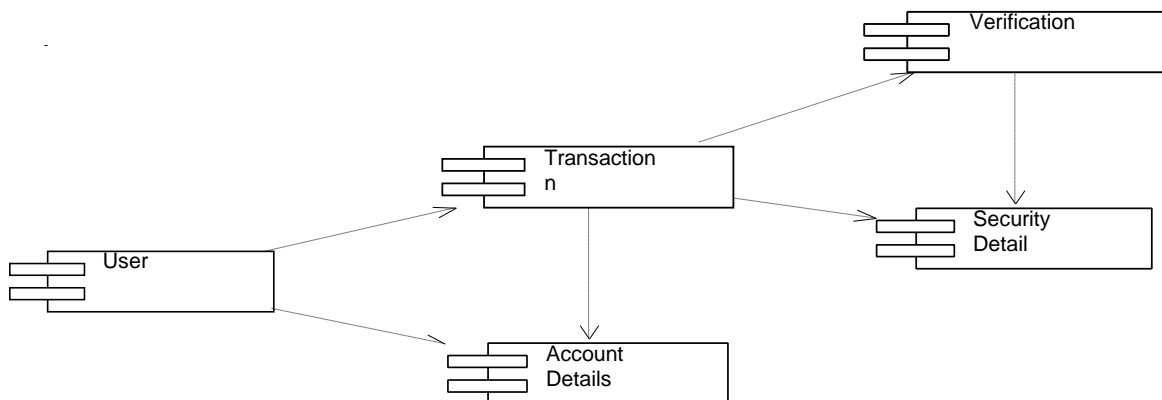 Verification
Transaction
n
Security
Detail
User
Account
Details